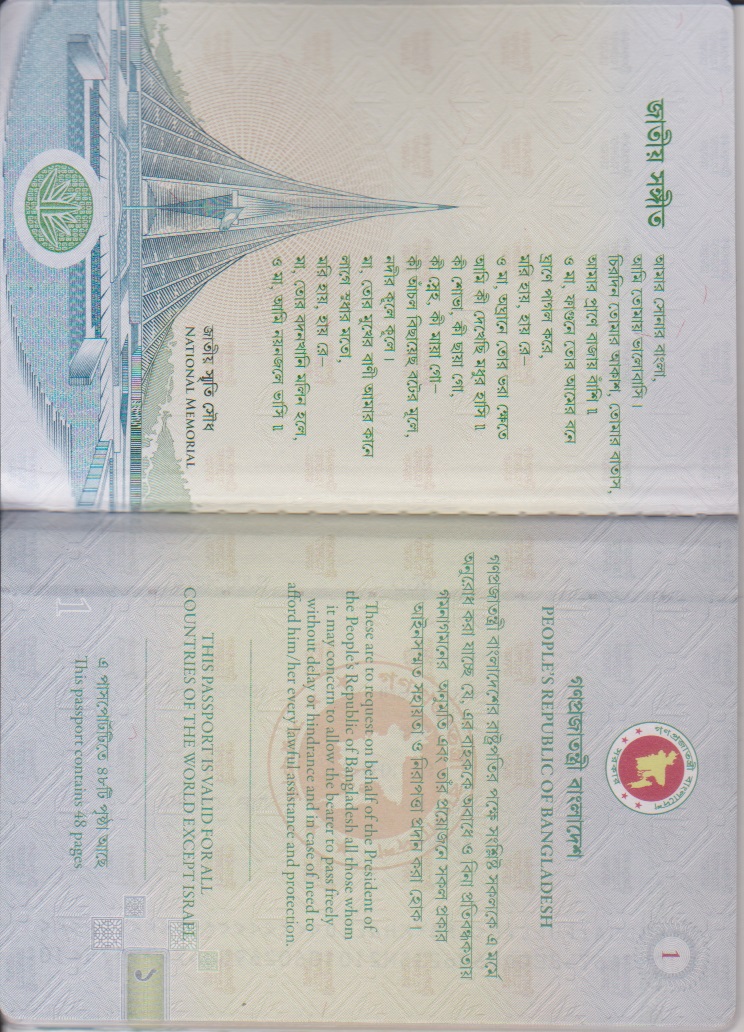 জাতীয় সঙ্গীত
আমার সোনার বাংলা,
আমি তোমায় ভালোবাসি।
চিরদিন তোমার আকাশ, তোমার বাতাস,
আমার প্রাণে বাজায় বাঁশি॥
ও মা, ফাগুনে তোর আমের বনে
ঘ্রাণে পাগল করে,
মরি হায়, হায় রে–
ও মা, অঘ্রাণে তোর ভরা ক্ষেতে
আমি কী দেখেছি মধুর হাসি॥
কী শোভা, কী ছায়া গো,
কী স্নেহ, কী মায়া গো–
কী আঁচল বিছায়েছ বটের মূলে,
নদীর কূলে কূলে।
মা, তোর মুখের বাণী আমার কানে
লাগে সুধার মতো,
মরি হায়, হায় রে–
মা, তোর বদনখানি মলিন হলে,
ও মা, আমি নয়নজলে ভাসি॥
জাতীয় স্মৃতি সৌধ
NATIONAL MEMORIAL
1
গণপ্রজাতন্ত্রী বাংলাদেশ
সরকার
গণপ্রজাতন্ত্রী বাংলাদেশ
PEOPLE'S REPUBLIC OF BANGLADESH
গণপ্রজাতন্ত্রী বাংলাদেশের রাষ্ট্রপতির পক্ষে সংশ্লিষ্ট সকলকে এ মর্মে
অনুরোধ করা যাচ্ছে যে, এর বাহককে অবাধে ও বিনা প্রতিবন্ধকতায়
গমনাগমনের অনুমতি এবং তাঁর প্রয়োজনে সকল প্রকার
আইনসম্মত সহায়তা ও নিরাপত্তা প্রদান করা হোক।
These are to request on behalf of the President of
the People's Republic of Bangladesh all those whom
it may concern to allow the bearer to pass freely
without delay or hindrance and in case of need to
afford him/her every lawful assistance and protection.
THIS PASSPORT IS VALID FOR ALL
COUNTRIES OF THE WORLD EXCEPT ISRAEL
এ পাসপোর্টটিতে ৪৮টি পৃষ্ঠা আছে
This passport contains 48 pages
1
১